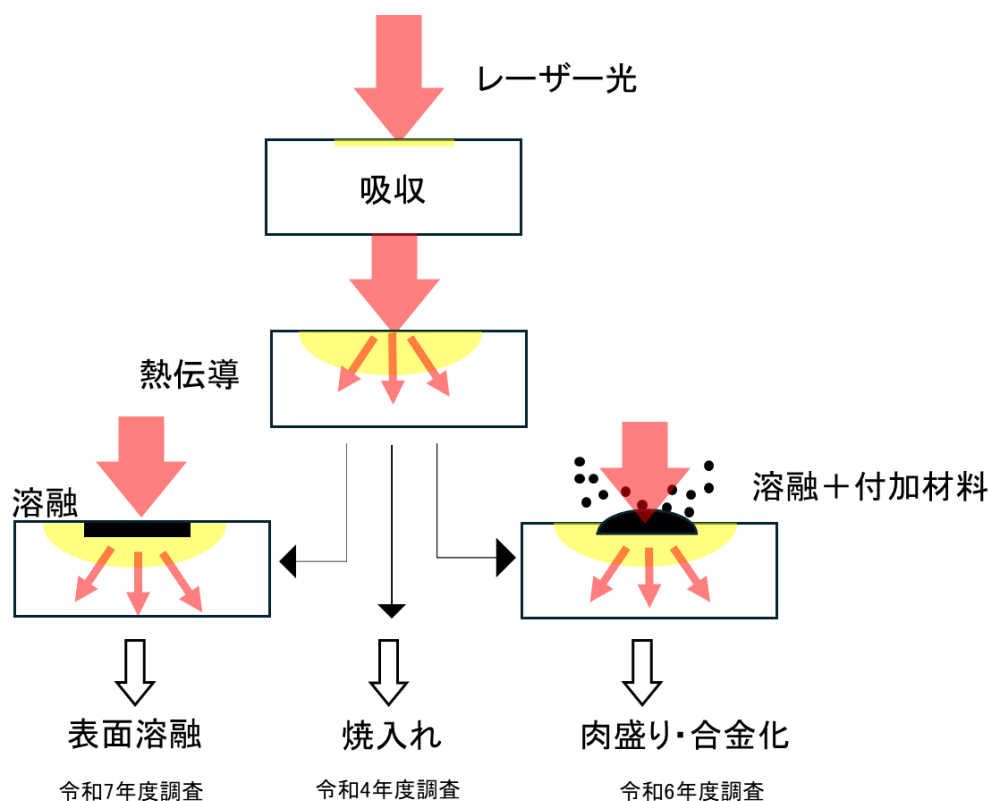 レーザー光
吸収
熱伝導
溶融
溶融＋付加材料
表面溶融
焼入れ
肉盛り・合金化
令和7年度調査
令和4年度調査
令和6年度調査